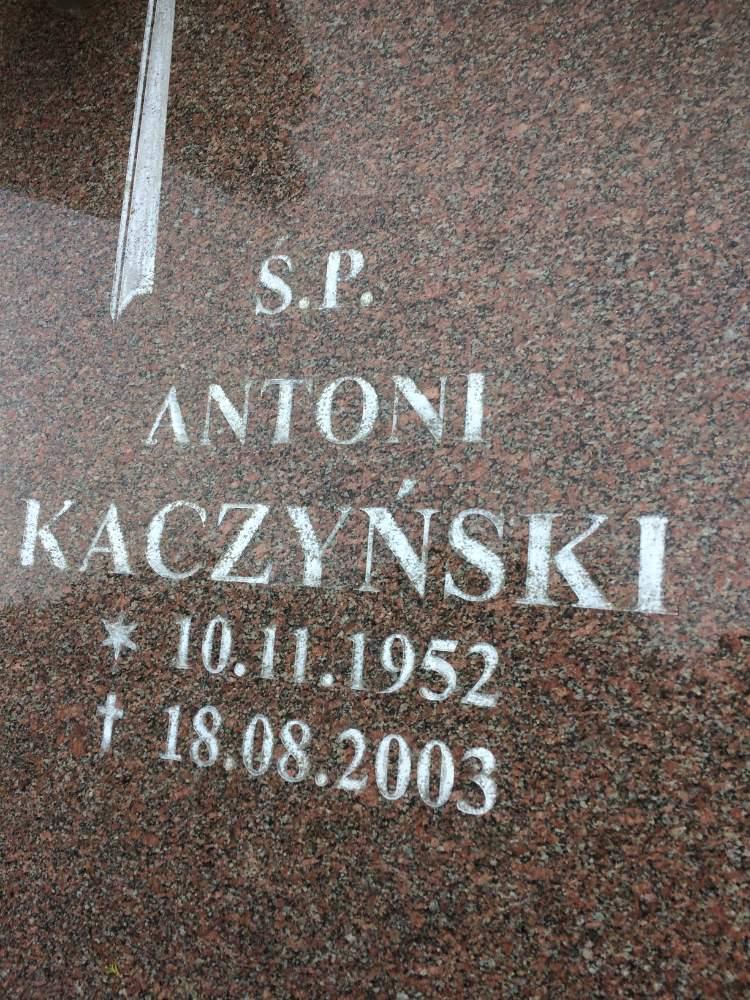 Ś.P.
ANTONI
KACZYŃSKI
* 10.11.1952
† 18.08.2003